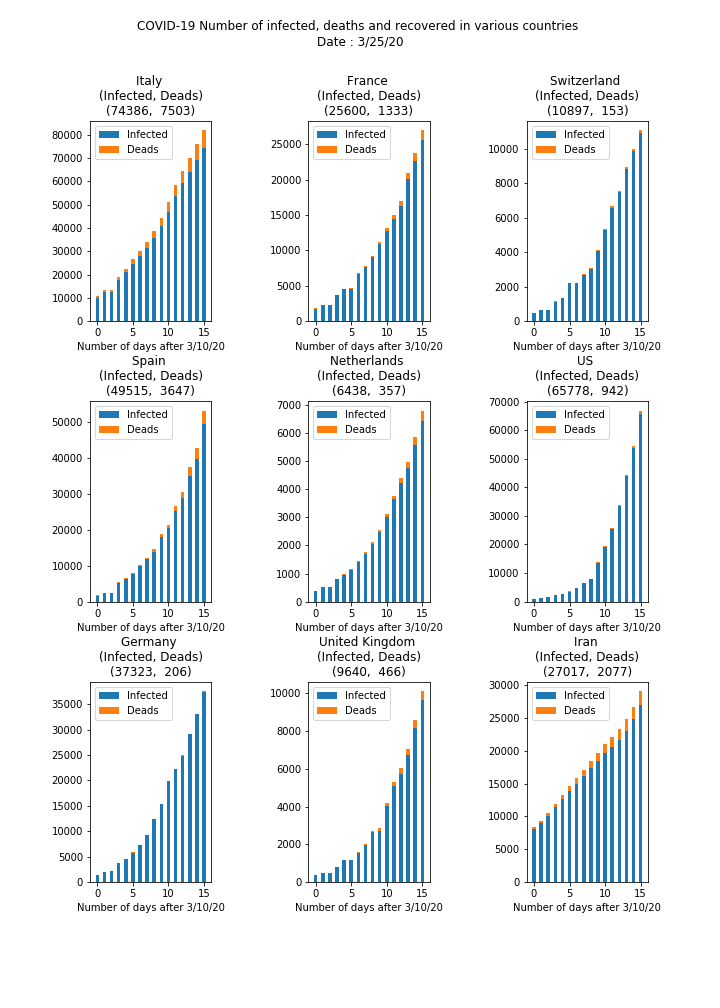 COVID-19 Number of infected, deaths and recovered in various countries
Date : 3/25/20
Italy
(Infected, Deads)
(74386, 7503)
Infected
Deads
80000
70000
60000
50000
40000
30000
20000
10000
0
0 5 10 15
Number of days after 3/10/20
France
(Infected, Deads)
(25600, 1333)
Infected
Deads
25000
20000
15000
10000
5000
0
0 5 10 15
Number of days after 3/10/20
Switzerland
(Infected, Deads)
(10897, 153)
Infected
Deads
10000
8000
6000
4000
2000
0
0 5 10 15
Number of days after 3/10/20
Spain
(Infected, Deads)
(49515, 3647)
Infected
Deads
50000
40000
30000
20000
10000
0
0 5 10 15
Number of days after 3/10/20
Netherlands
(Infected, Deads)
(6438, 357)
Infected
Deads
7000
6000
5000
4000
3000
2000
1000
0
0 5 10 15
Number of days after 3/10/20
US
(Infected, Deads)
(65778, 942)
Infected
Deads
70000
60000
50000
40000
30000
20000
10000
0
0 5 10 15
Number of days after 3/10/20
Germany
(Infected, Deads)
(37323, 206)
Infected
Deads
35000
30000
25000
20000
15000
10000
5000
0
0 5 10 15
Number of days after 3/10/20
United Kingdom
(Infected, Deads)
(9640, 466)
Infected
Deads
10000
8000
6000
4000
2000
0
0 5 10 15
Number of days after 3/10/20
Iran
(Infected, Deads)
(27017, 2077)
Infected
Deads
30000
25000
20000
15000
10000
5000
0
0 5 10 15
Number of days after 3/10/20